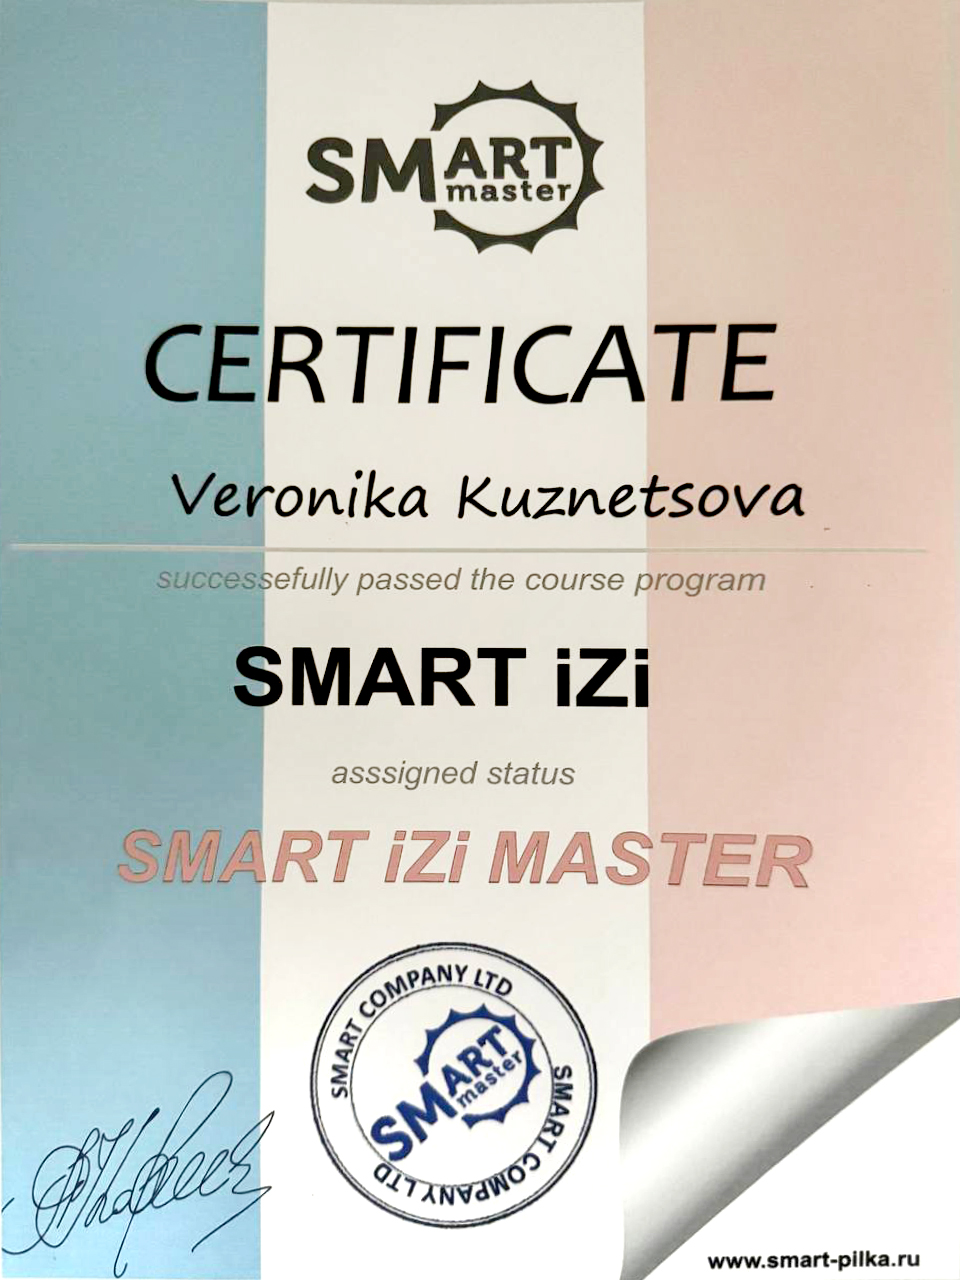 SMART
master
CERTIFICATE
Veronika Kuznetsova
successefully passed the course program
SMART iZi
asssigned status
SMART iZi MASTER
SMART COMPANY LTD
SMART
master
SMART COMPANY LTD
www.smart-pilka.ru